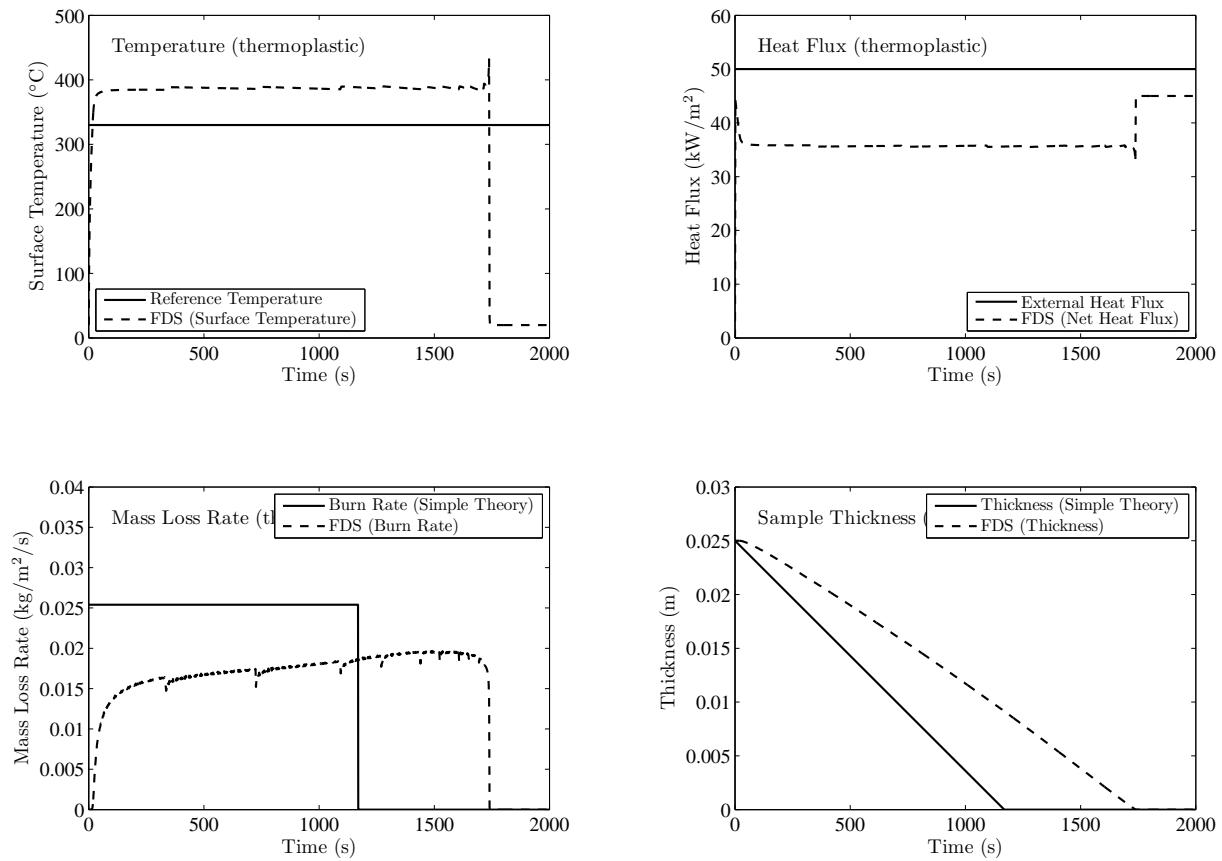 500
400
300
200
100
0
Surface Temperature (°C)
Temperature (thermoplastic)
Reference Temperature
FDS (Surface Temperature)
0 500 1000 1500 2000
Time (s)
60
50
40
30
20
10
0
Heat Flux (kW/m²)
Heat Flux (thermoplastic)
External Heat Flux
FDS (Net Heat Flux)
0 500 1000 1500 2000
Time (s)
0.04
0.035
0.03
0.025
0.02
0.015
0.01
0.005
0
Mass Loss Rate (kg/m²/s)
Mass Loss Rate (th
Burn Rate (Simple Theory)
FDS (Burn Rate)
0 500 1000 1500 2000
Time (s)
0.03
0.025
0.02
0.015
0.01
0.005
0
Thickness (m)
Sample Thickness (
Thickness (Simple Theory)
FDS (Thickness)
0 500 1000 1500 2000
Time (s)